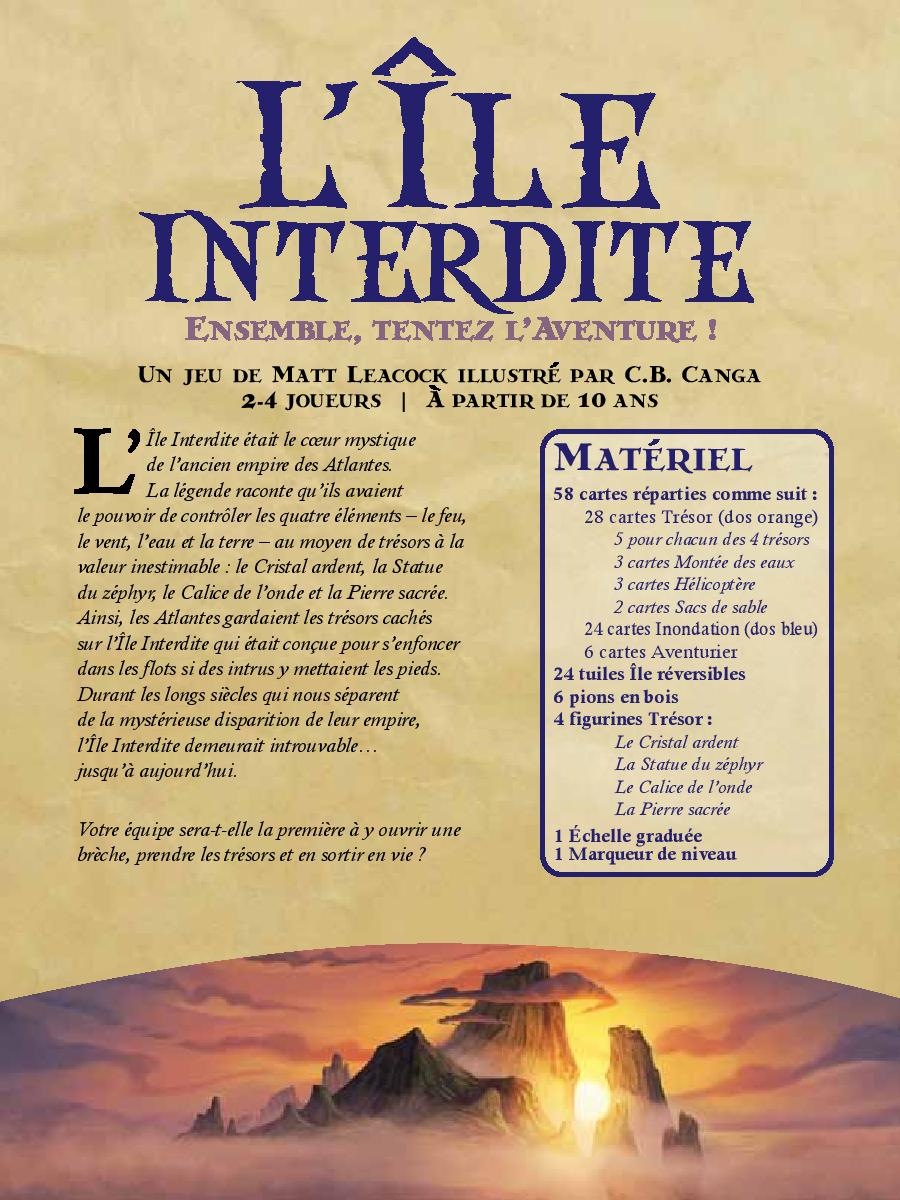 L'ÎLE
INTERDITE
ENSEMBLE, TENTEZ L'AVENTURE !
UN JEU DE MATT LEACOCK ILLUSTRÉ PAR C.B. CANGA
2-4 JOUEURS | À PARTIR DE 10 ANS
L'Île Interdite était le cœur mystique
de l'ancien empire des Atlantes.
La légende raconte qu'ils avaient
le pouvoir de contrôler les quatre éléments – le feu,
le vent, l'eau et la terre – au moyen de trésors à la
valeur inestimable : le Cristal ardent, la Statue
du zéphyr, le Calice de l'onde et la Pierre sacrée.
Ainsi, les Atlantes gardaient les trésors cachés
sur l'Île Interdite qui était conçue pour s'enfoncer
dans les flots si des intrus y mettaient les pieds.
Durant les longs siècles qui nous séparent
de la mystérieuse disparition de leur empire,
l'Île Interdite demeurait introuvable…
jusqu'à aujourd'hui.
Votre équipe sera-t-elle la première à y ouvrir une
brèche, prendre les trésors et en sortir en vie ?
MATÉRIEL
58 cartes réparties comme suit :
28 cartes Trésor (dos orange)
5 pour chacun des 4 trésors
3 cartes Montée des eaux
3 cartes Hélicoptère
2 cartes Sacs de sable
24 cartes Inondation (dos bleu)
6 cartes Aventurier
24 tuiles Île réversibles
6 pions en bois
4 figurines Trésor :
Le Cristal ardent
La Statue du zéphyr
Le Calice de l'onde
La Pierre sacrée
1 Échelle graduée
1 Marqueur de niveau